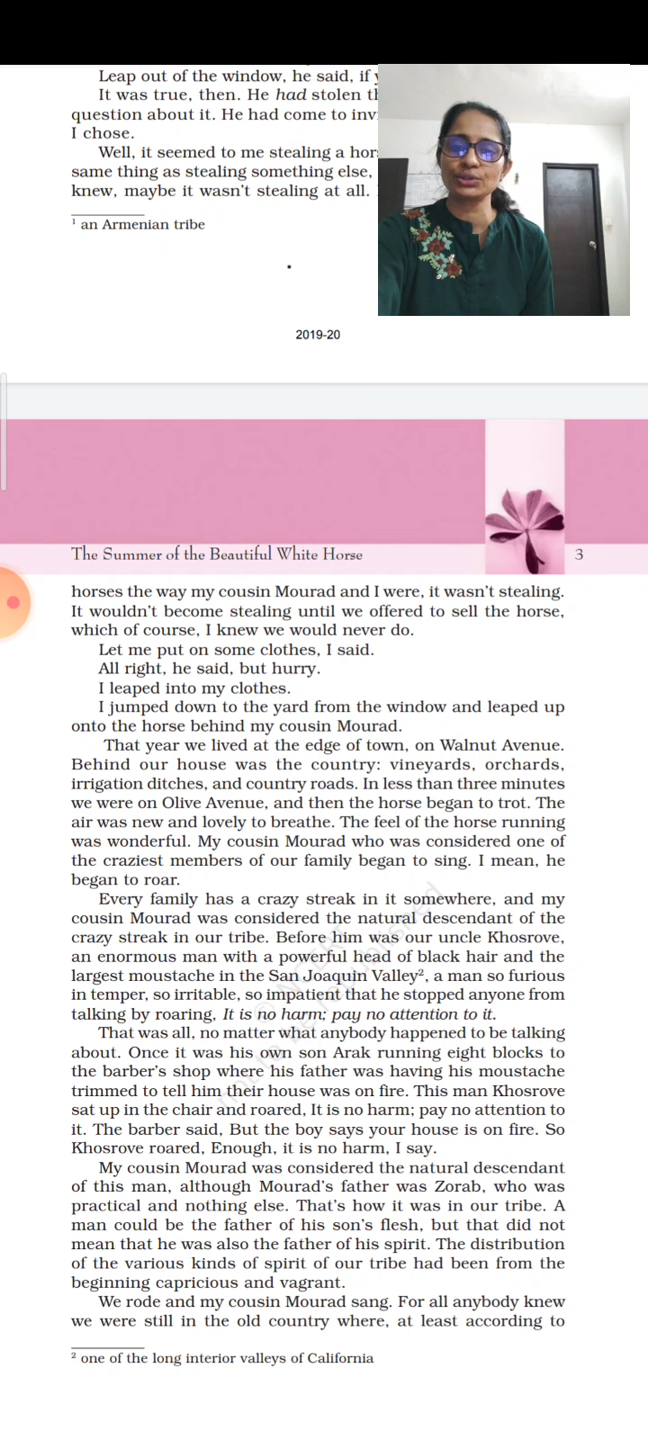 Leap out of the window, he said, if
It was true, then. He had stolen
question about it. He had come to
I chose.
Well, it seemed to me stealing a
same thing as stealing something else,
knew, maybe it wasn't stealing at all.
1 an Armenian tribe
2019-20
The Summer of the Beautiful White Horse 3
horses the way my cousin Mourad and I were, it wasn't stealing.
It wouldn't become stealing until we offered to sell the horse,
which of course, I knew we would never do.
Let me put on some clothes, I said.
All right, he said, but hurry.
I leaped into my clothes.
I jumped down to the yard from the window and leaped up
onto the horse behind my cousin Mourad.
That year we lived at the edge of town, on Walnut Avenue.
Behind our house was the country: vineyards, orchards,
irrigation ditches, and country roads. In less than three minutes
we were on Olive Avenue, and then the horse began to trot. The
air was new and lovely to breathe. The feel of the horse running
was wonderful. My cousin Mourad who was considered one of
the craziest members of our family began to sing. I mean, he
began to roar.
Every family has a crazy streak in it somewhere, and my
cousin Mourad was considered the natural descendant of the
crazy streak in our tribe. Before him was our uncle Khosrove,
an enormous man with a powerful head of black hair and the
largest moustache in the San Joaquin Valley2, a man so furious
in temper, so irritable, so impatient that he stopped anyone from
talking by roaring, It is no harm; pay no attention to it.
That was all, no matter what anybody happened to be talking
about. Once it was his own son Arak running eight blocks to
the barber's shop where his father was having his moustache
trimmed to tell him their house was on fire. This man Khosrove
sat up in the chair and roared, It is no harm; pay no attention to
it. The barber said, But the boy says your house is on fire. So
Khosrove roared, Enough, it is no harm, I say.
My cousin Mourad was considered the natural descendant
of this man, although Mourad's father was Zorab, who was
practical and nothing else. That's how it was in our tribe. A
man could be the father of his son's flesh, but that did not
mean that he was also the father of his spirit. The distribution
of the various kinds of spirit of our tribe had been from the
beginning capricious and vagrant.
We rode and my cousin Mourad sang. For all anybody knew
we were still in the old country where, at least according to
2 one of the long interior valleys of California